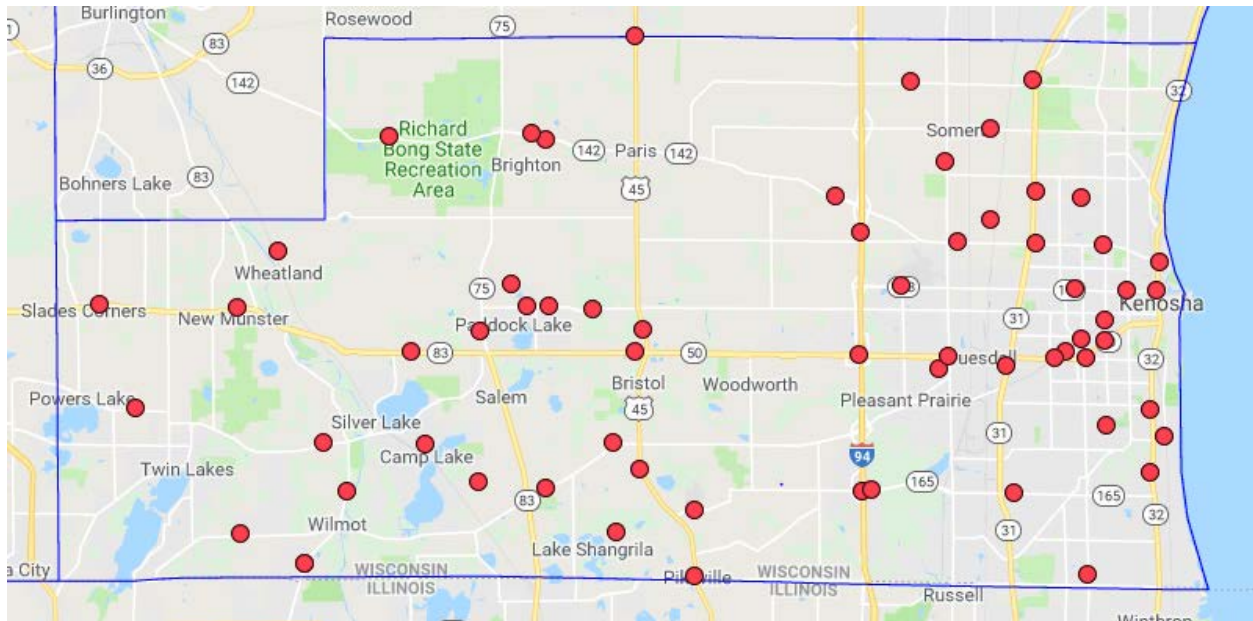 Burlington
Rosewood
75
83
36
142
32
Richard
Bong State
Recreation
Area
Brighton
142
Paris
142
Bohners Lake
83
45
Wheatland
75
Slades Corners
New Munster
Paddock Lake
31
Kenosha
83
50
32
Bristol
Woodworth
Powers Lake
Salem
45
Pleasant Prairie
Silver Lake
31
Camp Lake
94
Twin Lakes
83
165
165
Wilmot
31
32
Lake Shangrila
WISCONSIN
ILLINOIS
WISCONSIN
ILLINOIS
Russell